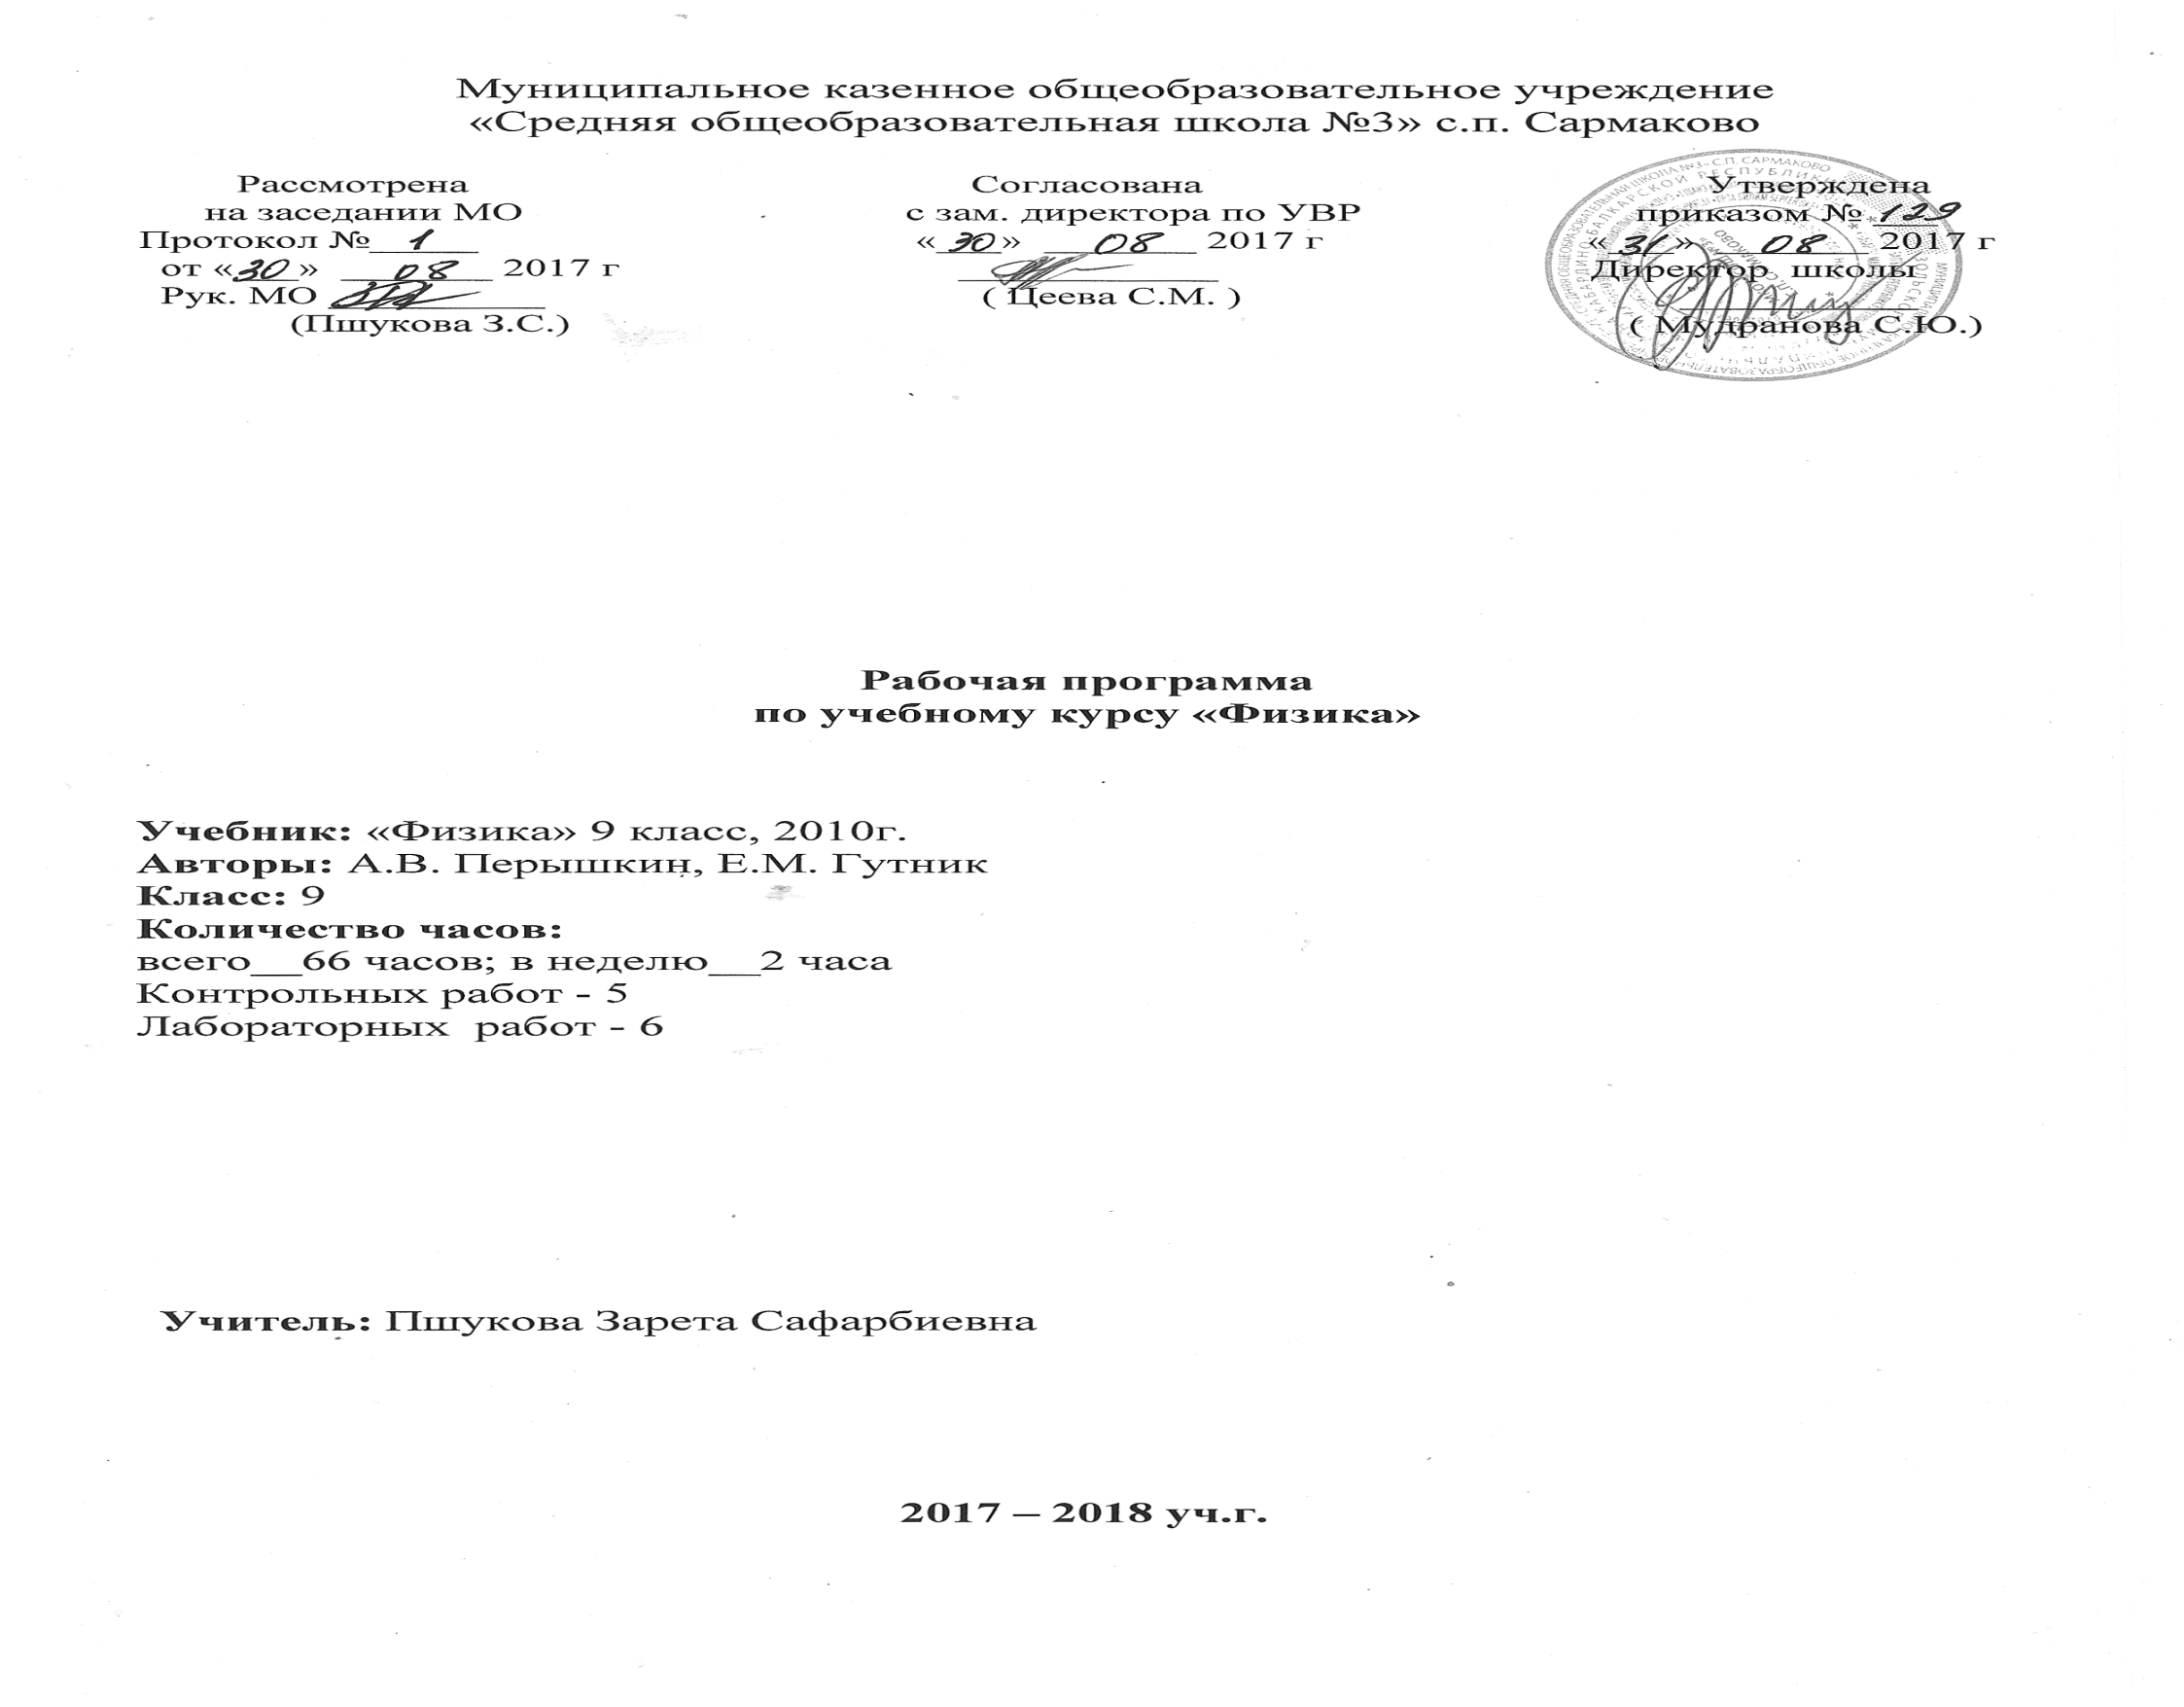 Муниципальное казенное общеобразовательное учреждение
«Средняя общеобразовательная школа №3» с.п. Сармаково
Рассмотрена
на заседании МО
Протокол № 1
от «30» 08 2017 г
Рук. МО
(Пшукова З.С.)
Согласована
с зам. директора по УВР
«30» 08 2017 г
( Цеева С.М. )
Утверждена
приказом № 129
«31» 08 2017 г
Директор школы
( Мудранова С.Ю.)
Рабочая программа
по учебному курсу «Физика»
Учебник: «Физика» 9 класс, 2010г.
Авторы: А.В. Перышкин, Е.М. Гутник
Класс: 9
Количество часов:
всего__66 часов; в неделю__2 часа
Контрольных работ - 5
Лабораторных работ - 6
Учитель: Пшукова Зарета Сафарбиевна
2017 – 2018 уч.г.